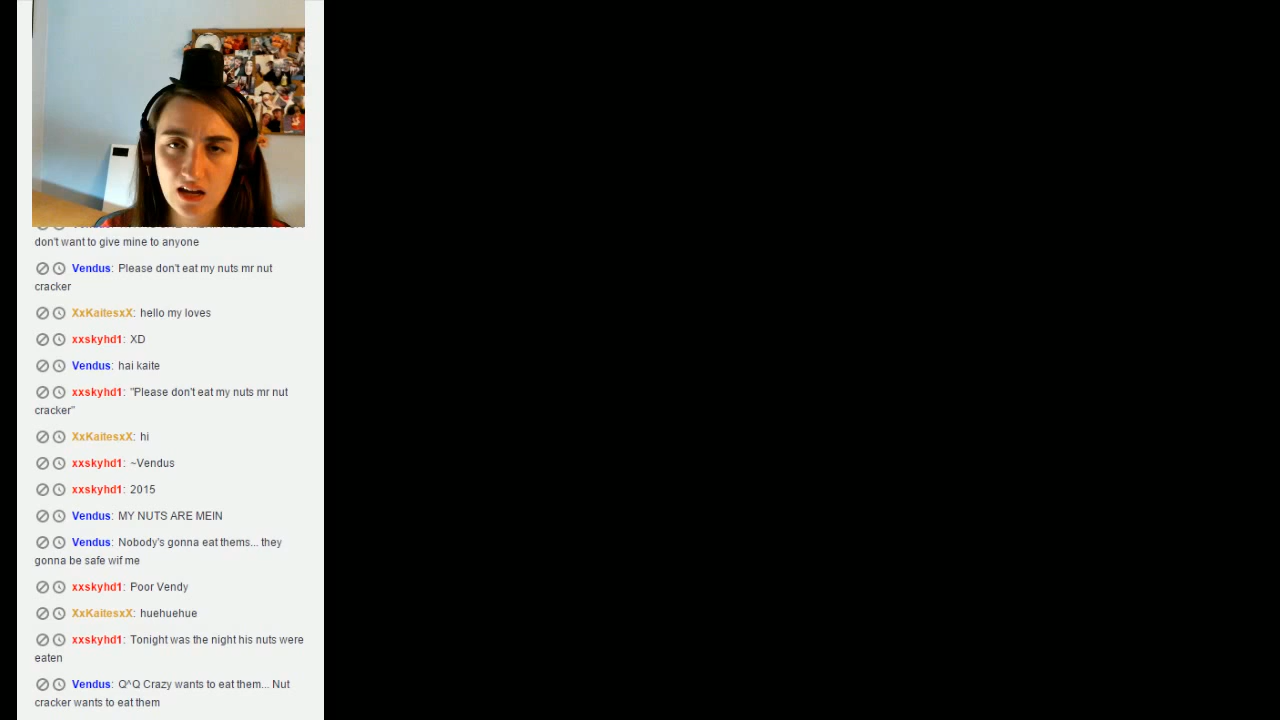 don't want to give mine to anyone
Vendus: Please don't eat my nuts mr nut
cracker
XxKaitesxX: hello my loves
xxskyhd1: XD
Vendus: hai kaite
xxskyhd1: "Please don't eat my nuts mr nut
cracker"
XxKaitesxX: hi
xxskyhd1: ~Vendus
xxskyhd1: 2015
Vendus: MY NUTS ARE MEIN
Vendus: Nobody's gonna eat thems... they
gonna be safe wif me
xxskyhd1: Poor Vendy
XxKaitesxX: huehuehue
xxskyhd1: Tonight was the night his nuts were
eaten
Vendus: Q^Q Crazy wants to eat them... Nut
cracker wants to eat them